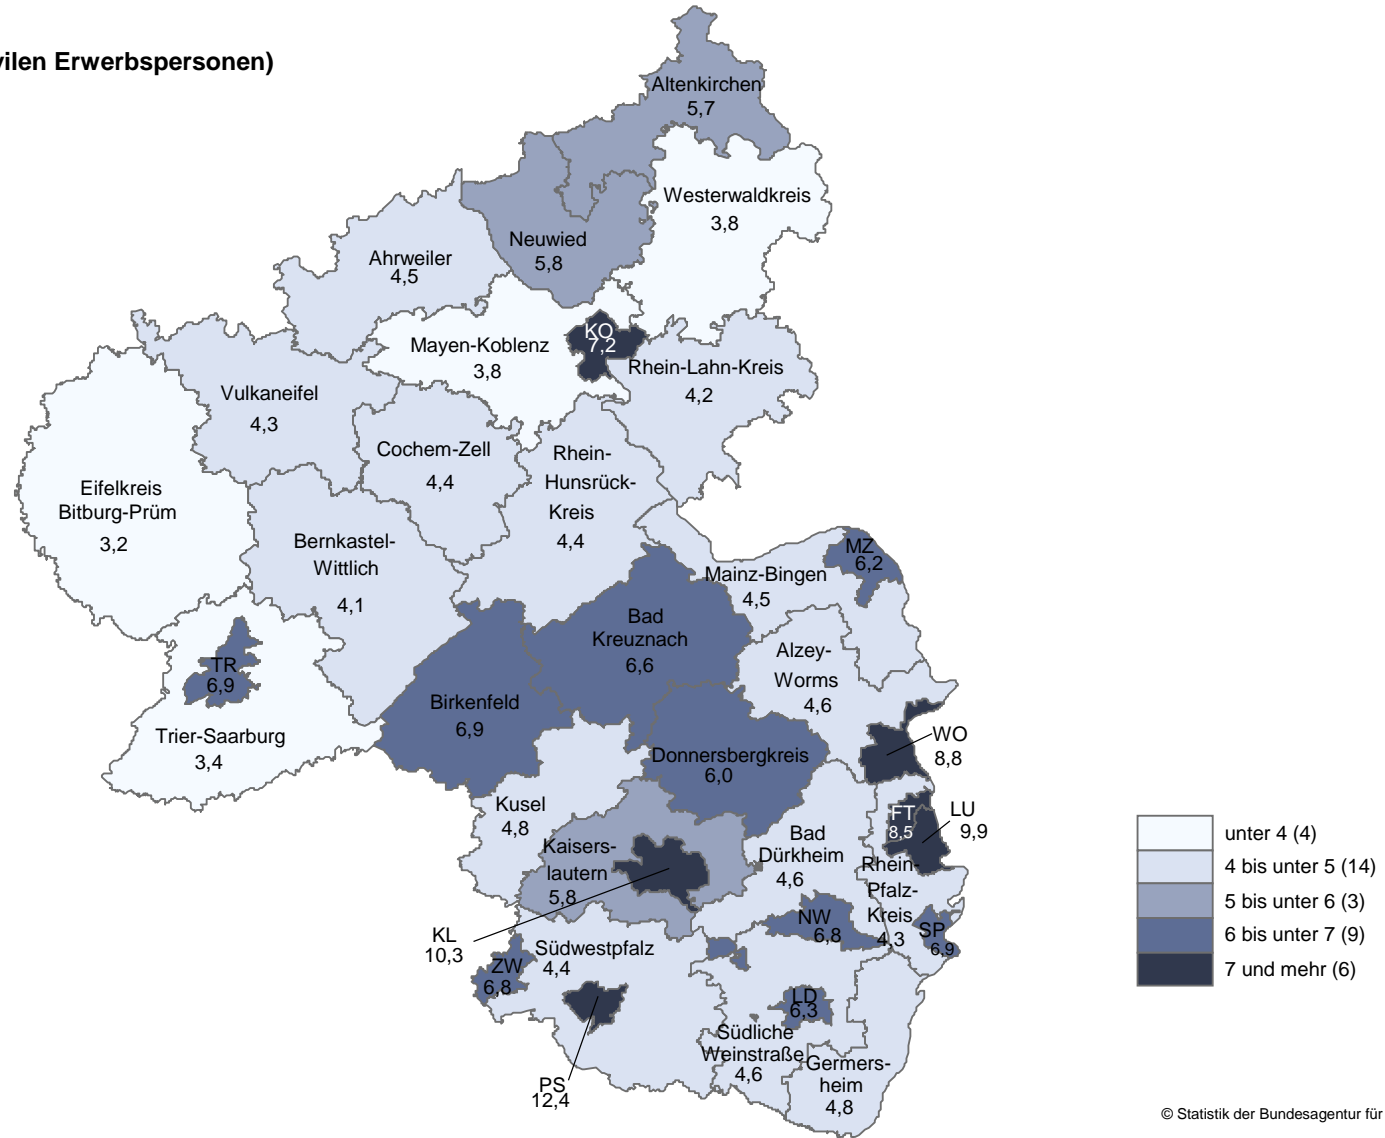 vilen Erwerbspersonen)
Altenkirchen
5,7
Westerwaldkreis
3,8
Neuwied
5,8
Ahrweiler
4,5
KO
7,2
Mayen-Koblenz
3,8
Rhein-Lahn-Kreis
4,2
Vulkaneifel
4,3
Cochem-Zell
4,4
Rhein-
Hunsrück-
Kreis
4,4
Eifelkreis
Bitburg-Prüm
3,2
Bernkastel-
Wittlich
4,1
MZ
6,2
Mainz-Bingen
4,5
Bad
Kreuznach
6,6
Alzey-
Worms
4,6
TR
6,9
Trier-Saarburg
3,4
Birkenfeld
6,9
Donnersbergkreis
6,0
WO
8,8
Kusel
4,8
FT
8,5
LU
9,9
Kaisers-
lautern
5,8
Bad
Dürkheim
4,6
Rhein-
Pfalz-
Kreis
4,3
KL
10,3
NW
6,8
SP
6,9
ZW
6,8
Südwestpfalz
4,4
LD
6,3
Südliche
Weinstraße
4,6
Germers-
heim
4,8
PS
12,4
unter 4 (4)
4 bis unter 5 (14)
5 bis unter 6 (3)
6 bis unter 7 (9)
7 und mehr (6)
© Statistik der Bundesagentur für